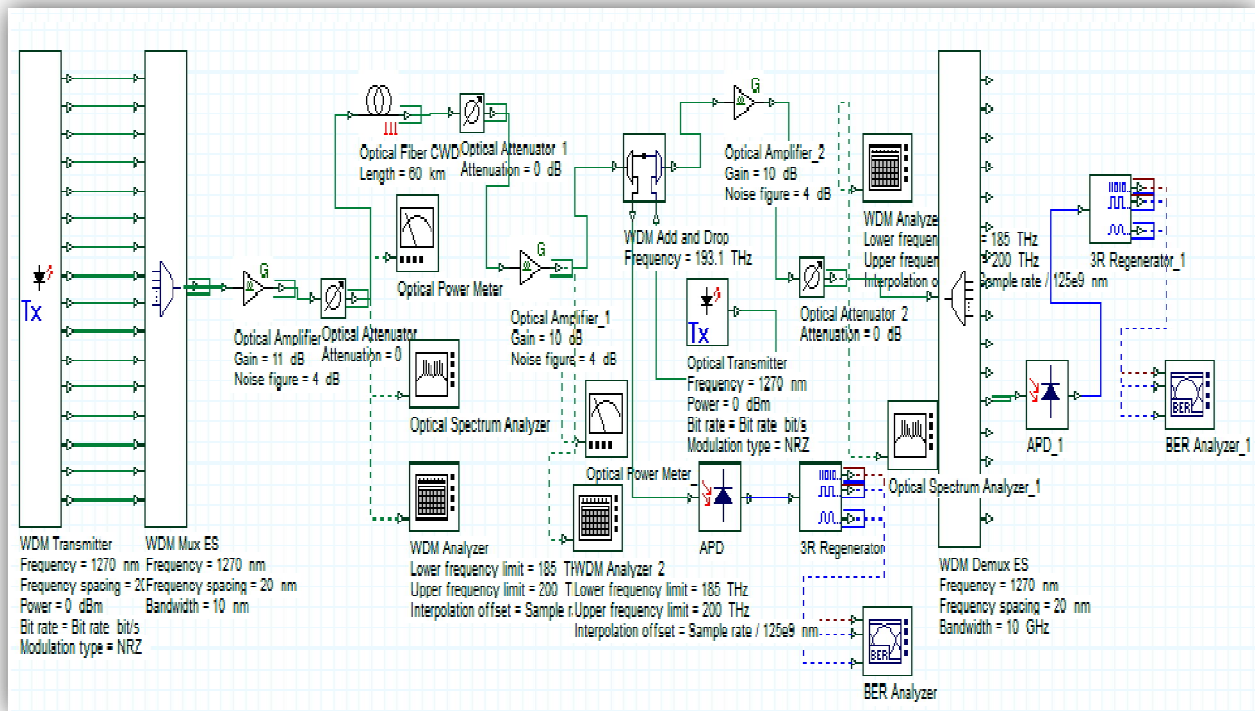 Tx
WDM Transmitter
Frequency = 1270 nm
Frequency spacing = 20
Power = 0 dBm
Bit rate = Bit rate bit/s
Modulation type = NRZ
WDM Mux ES
Frequency = 1270 nm
Frequency spacing = 20 nm
Bandwidth = 10 nm
G
Optical Amplifier
Gain = 11 dB
Noise figure = 4 dB
Optical Attenuator
Attenuation = 0
Optical Fiber CWD
Length = 60 km
Optical Attenuator 1
Attenuation = 0 dB
Optical Power Meter
Optical Spectrum Analyzer
WDM Analyzer
Lower frequency limit = 185 T
Upper frequency limit = 200 T
Interpolation offset = Sample r
G
Optical Amplifier_1
Gain = 10 dB
Noise figure = 4 dB
Optical Power Meter_
WDM Analyzer 2
Lower frequency limit = 185 THz
Upper frequency limit = 200 THz
Interpolation offset = Sample rate / 125e9 nm
WDM Add and Drop
Frequency = 193.1 THz
Tx
Optical Transmitter
Frequency = 1270 nm
Power = 0 dBm
Bit rate = Bit rate bit/s
Modulation type = NRZ
G
Optical Amplifier_2
Gain = 10 dB
Noise figure = 4 dB
Optical Attenuator 2
Attenuation = 0 dB
APD
3R Regenerator
BER
BER Analyzer
WDM Analyze
Lower frequen = 185 THz
Upper frequen = 200 THz
Interpolation o Sample rate / 125e9 nm
Optical Spectrum Analyzer_1
WDM Demux ES
Frequency = 1270 nm
Frequency spacing = 20 nm
Bandwidth = 10 GHz
APD_1
3R Regenerator_1
BER
BER Analyzer_1